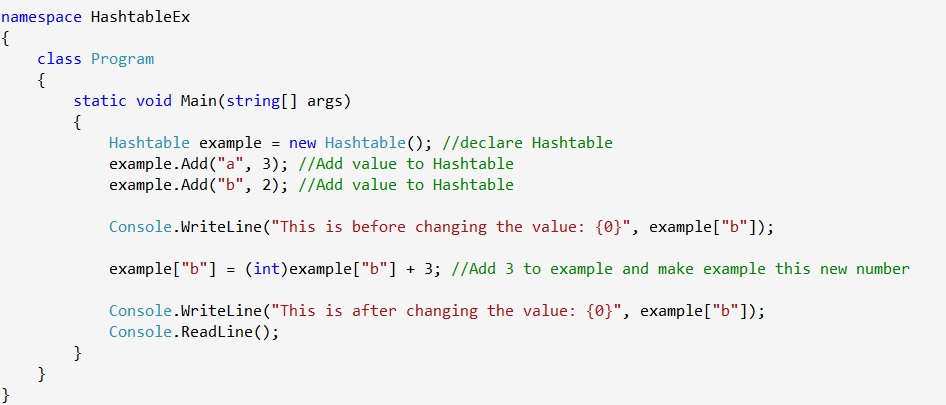 namespace HashtableEx
{
    class Program
    {
        static void Main(string[] args)
        {
            Hashtable example = new Hashtable(); //declare Hashtable
            example.Add("a", 3); //Add value to Hashtable
            example.Add("b", 2); //Add value to Hashtable

            Console.WriteLine("This is before changing the value: {0}", example["b"]);

            example["b"] = (int)example["b"] + 3; //Add 3 to example and make example this new number

            Console.WriteLine("This is after changing the value: {0}", example["b"]);
            Console.ReadLine();
        }
    }
}